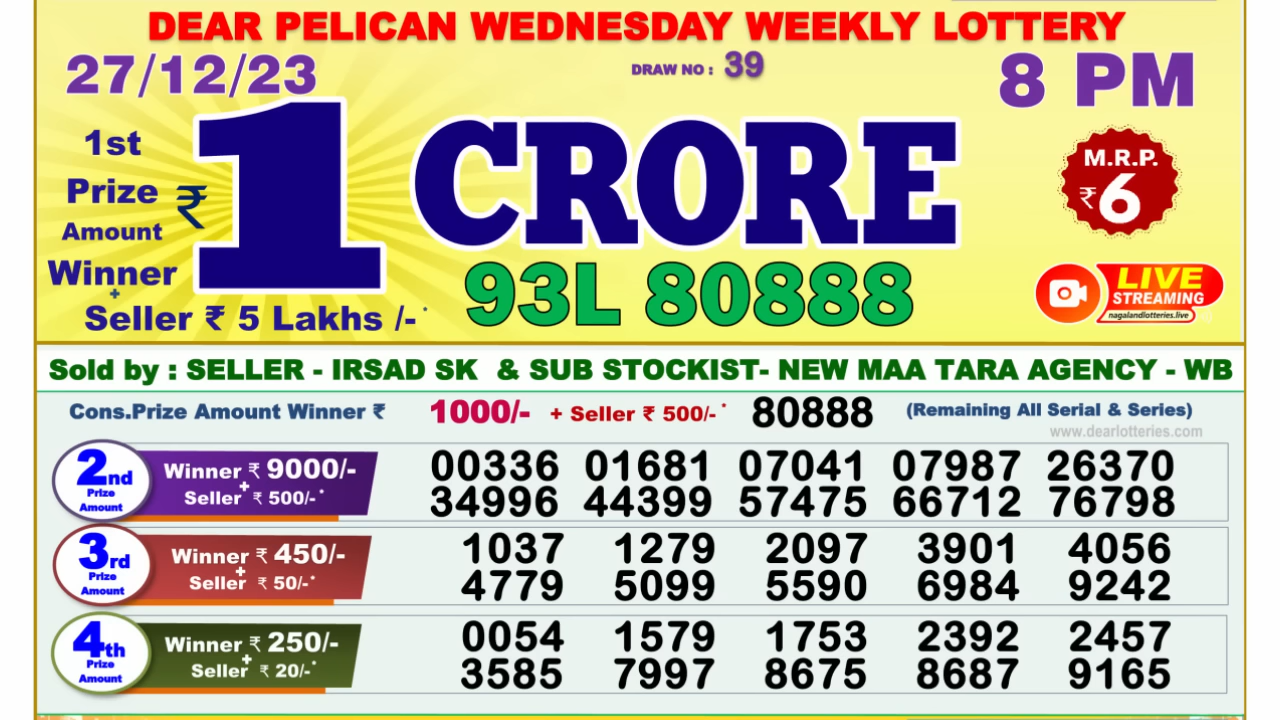 DEAR PELICAN WEDNESDAY WEEKLY LOTTERY
27/12/23
DRAW NO : 39
8 PM
1st
Prize
Amount
Winner
+
Seller ₹ 5 Lakhs /-*
₹ 1 CRORE
93L 80888
M.R.P.
₹ 6
LIVE
STREAMING
nagalandlotteries.live
Sold by : SELLER - IRSAD SK & SUB STOCKIST- NEW MAA TARA AGENCY - WB
Cons.Prize Amount Winner ₹ 1000/- + Seller ₹ 500/-* 80888 (Remaining All Serial & Series)
www.dearlotteries.com
2nd
Prize
Amount
Winner ₹ 9000/-
+
Seller ₹ 500/-*
00336 01681 07041 07987 26370
34996 44399 57475 66712 76798
3rd
Prize
Amount
Winner ₹ 450/-
+
Seller ₹ 50/-*
1037 1279 2097 3901 4056
4779 5099 5590 6984 9242
4th
Prize
Amount
Winner ₹ 250/-
+
Seller ₹ 20/-*
0054 1579 1753 2392 2457
3585 7997 8675 8687 9165